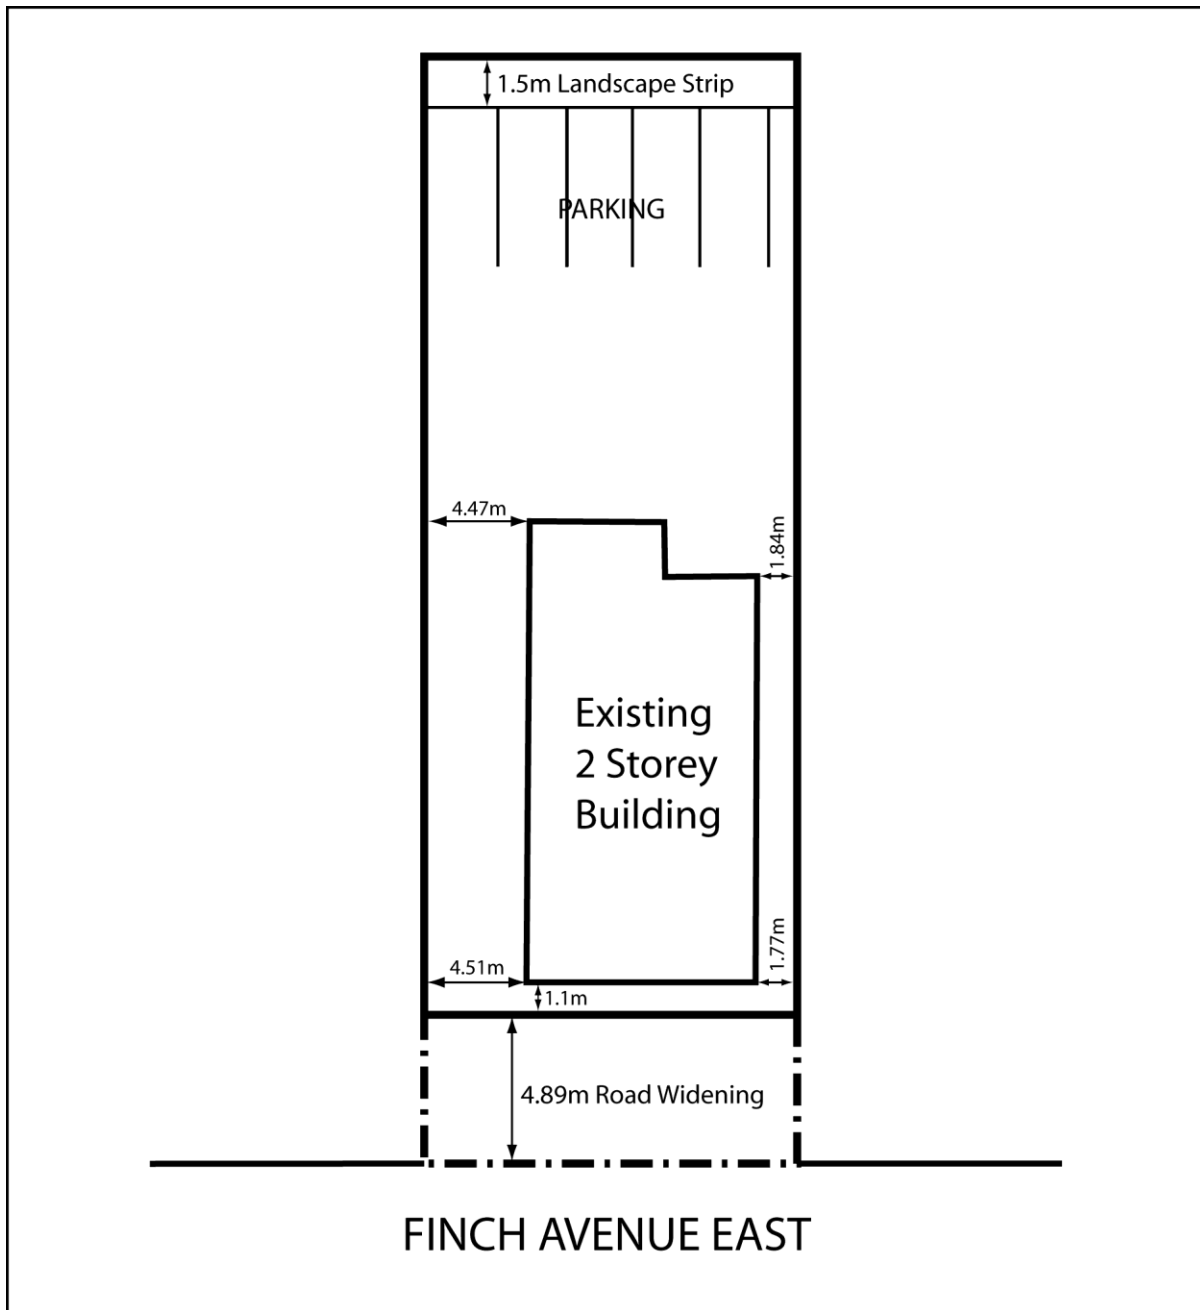 1.5m Landscape Strip
PARKING
4.47m
1.84m
Existing
2 Storey
Building
4.51m
1.77m
1.1m
4.89m Road Widening
FINCH AVENUE EAST